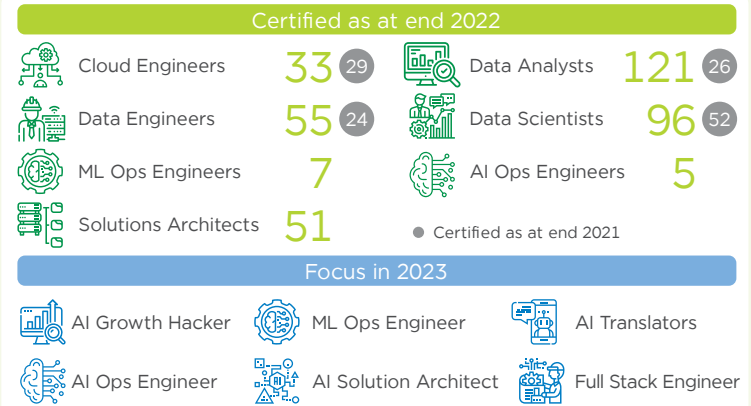 Certified as at end 2022
Cloud Engineers 33 29
Data Analysts 121 26
Data Engineers 55 24
Data Scientists 96 52
ML Ops Engineers 7
AI Ops Engineers 5
Solutions Architects 51
Certified as at end 2021
Focus in 2023
AI Growth Hacker
ML Ops Engineer
AI Translators
AI Ops Engineer
AI Solution Architect
Full Stack Engineer